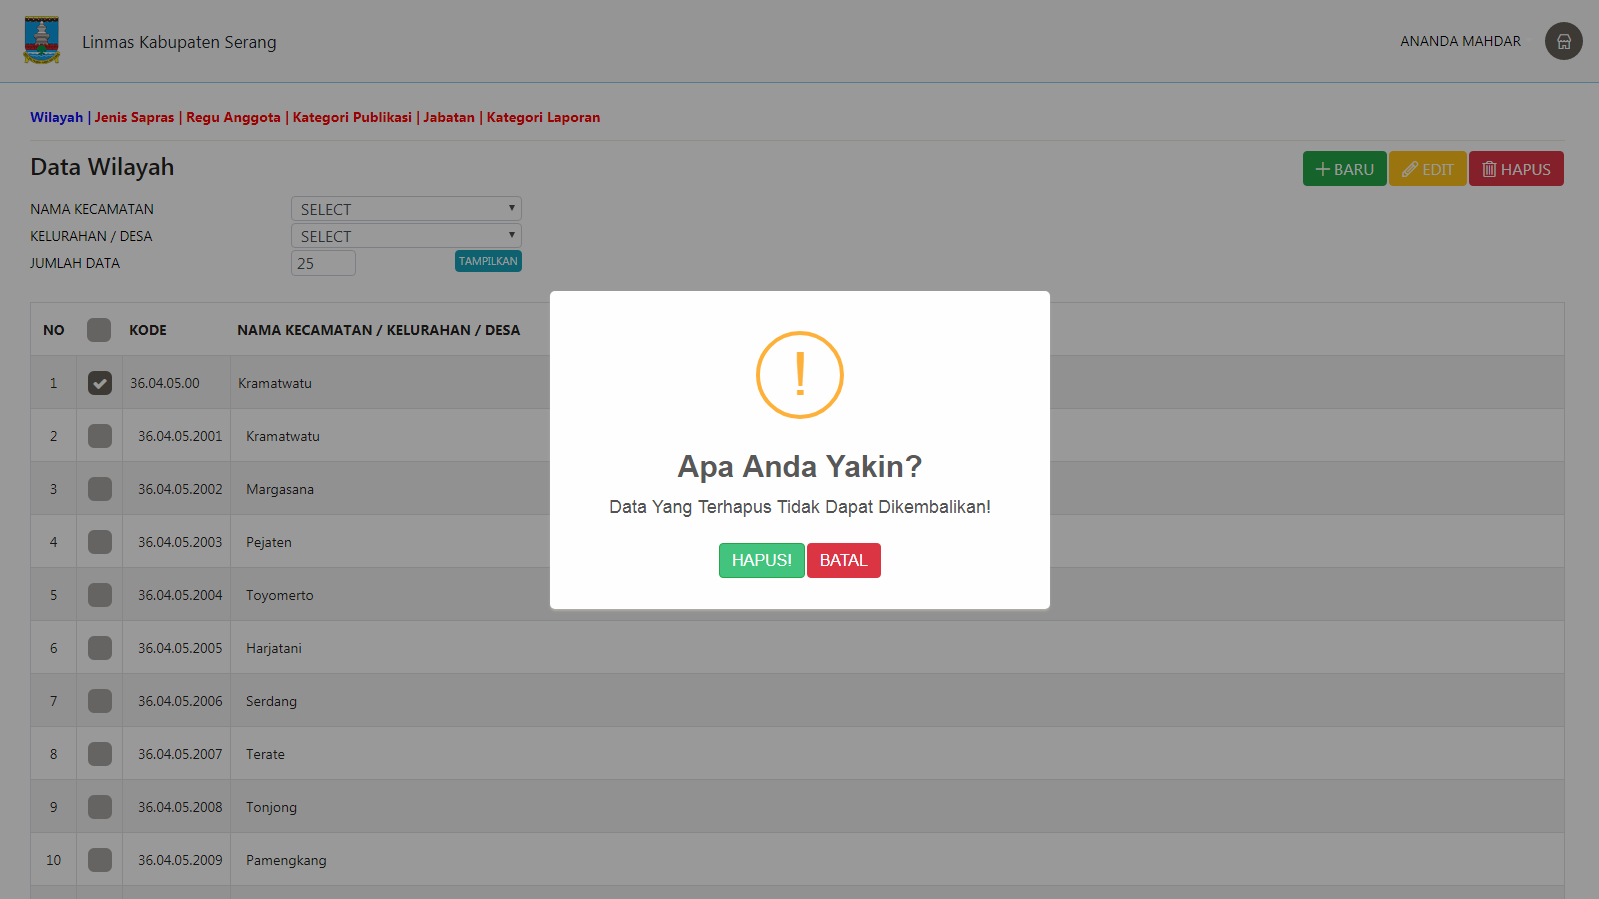 Linmas Kabupaten Serang
ANANDA MAHDAR
Wilayah | Jenis Sapras | Regu Anggota | Kategori Publikasi | Jabatan | Kategori Laporan
Data Wilayah
BARU EDIT HAPUS
NAMA KECAMATAN SELECT
KELURAHAN / DESA SELECT
JUMLAH DATA 25 TAMPILKAN
NO KODE NAMA KECAMATAN / KELURAHAN / DESA
1 36.04.05.00 Kramatwatu
2 36.04.05.2001 Kramatwatu
3 36.04.05.2002 Margasana
4 36.04.05.2003 Pejaten
5 36.04.05.2004 Toyomerto
6 36.04.05.2005 Harjatani
7 36.04.05.2006 Serdang
8 36.04.05.2007 Terate
9 36.04.05.2008 Tonjong
10 36.04.05.2009 Pamengkang
!
Apa Anda Yakin?
Data Yang Terhapus Tidak Dapat Dikembalikan!
HAPUS! BATAL